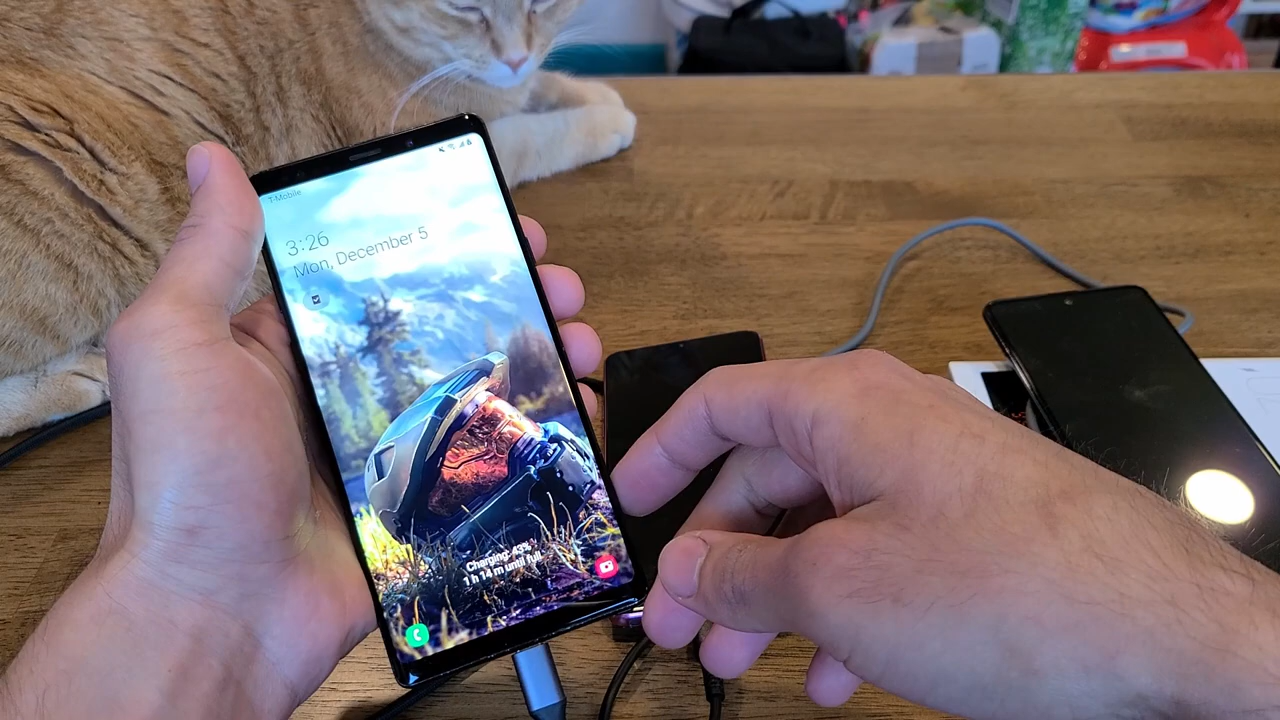 T-Mobile
3:26
Mon, December 5
Charging: 43%
1 h 14 m until full